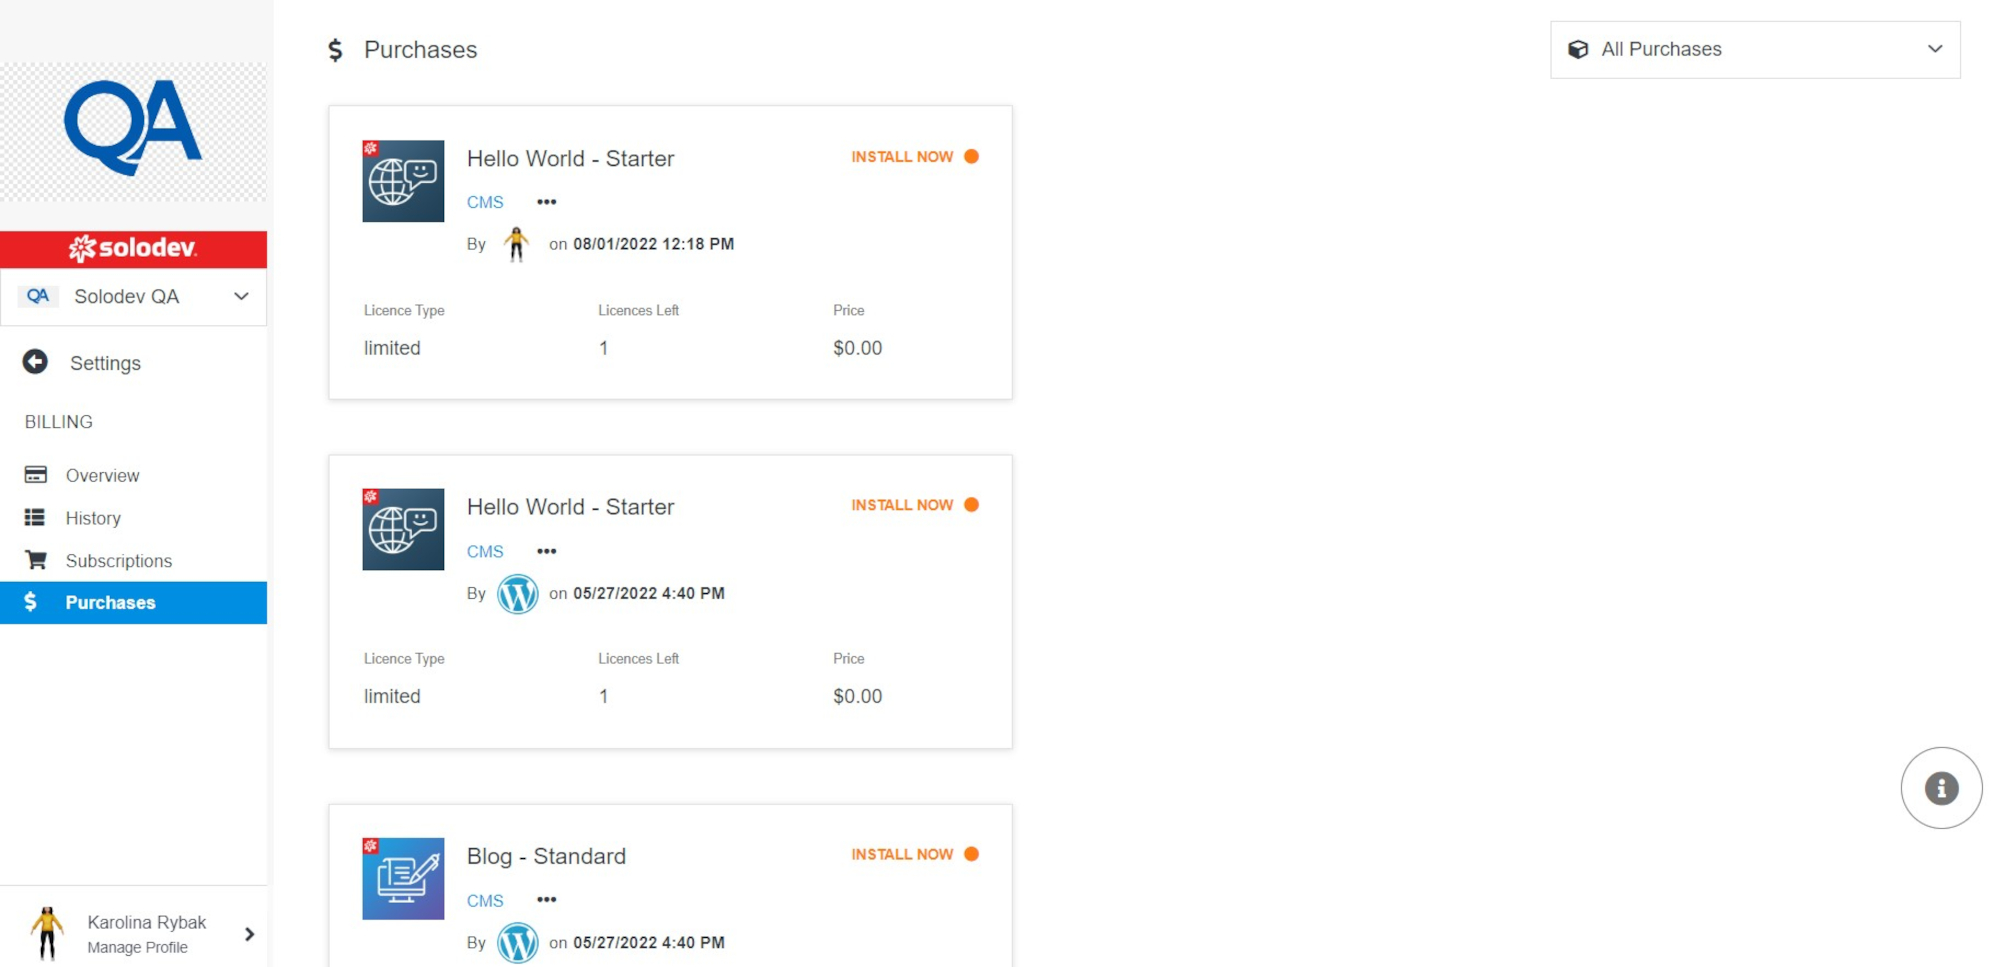 QA
solodev
QA Solodev QA
Settings
BILLING
Overview
History
Subscriptions
Purchases
Karolina Rybak
Manage Profile
Purchases
All Purchases
Hello World - Starter
INSTALL NOW
CMS •••
By on 08/01/2022 12:18 PM
Licence Type Licences Left Price
limited 1 $0.00
Hello World - Starter
INSTALL NOW
CMS •••
By on 05/27/2022 4:40 PM
Licence Type Licences Left Price
limited 1 $0.00
Blog - Standard
INSTALL NOW
CMS •••
By on 05/27/2022 4:40 PM